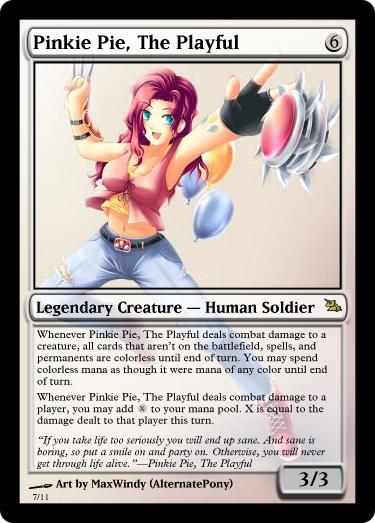 Pinkie Pie, The Playful 6
Legendary Creature — Human Soldier
Whenever Pinkie Pie, The Playful deals combat damage to a
creature, all cards that aren't on the battlefield, spells, and
permanents are colorless until end of turn. You may spend
colorless mana as though it were mana of any color until end
of turn.
Whenever Pinkie Pie, The Playful deals combat damage to a
player, you may add X to your mana pool. X is equal to the
damage dealt to that player this turn.
"If you take life too seriously you will end up sane. And sane is
boring, so put a smile on and party on. Otherwise, you will never
get through life alive."—Pinkie Pie, The Playful
3/3
Art by MaxWindy (AlternatePony)
7/11